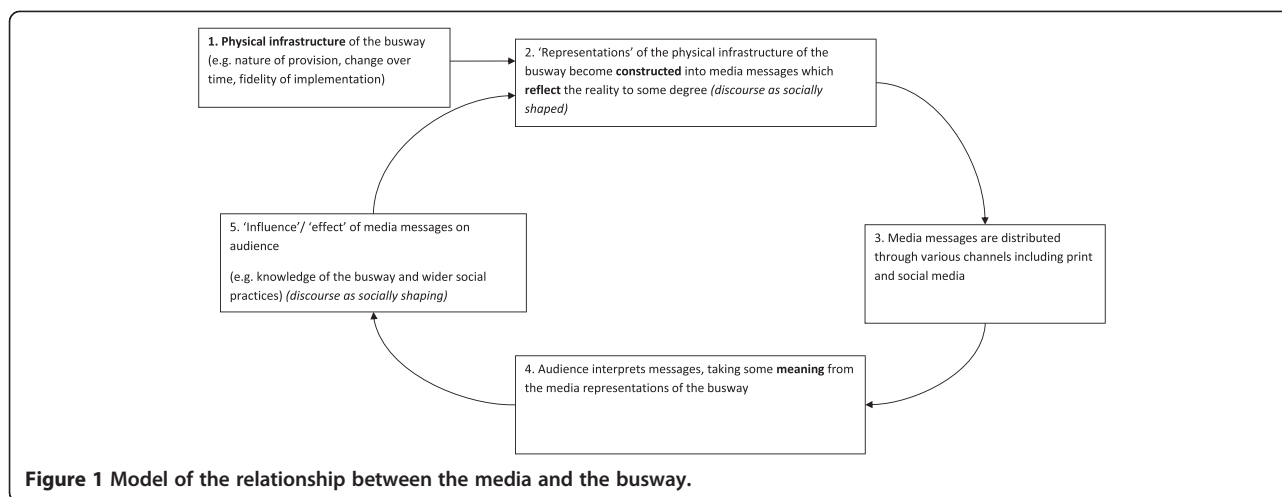 1. Physical infrastructure of the busway
(e.g. nature of provision, change over
time, fidelity of implementation)
2. ‘Representations’ of the physical infrastructure of the
busway become constructed into media messages which
reflect the reality to some degree (discourse as socially
shaped)
3. Media messages are distributed
through various channels including print
and social media
4. Audience interprets messages, taking some meaning from
the media representations of the busway
5. ‘Influence’/ ‘effect’ of media messages on
audience
(e.g. knowledge of the busway and wider social
practices) (discourse as socially shaping)
Figure 1 Model of the relationship between the media and the busway.